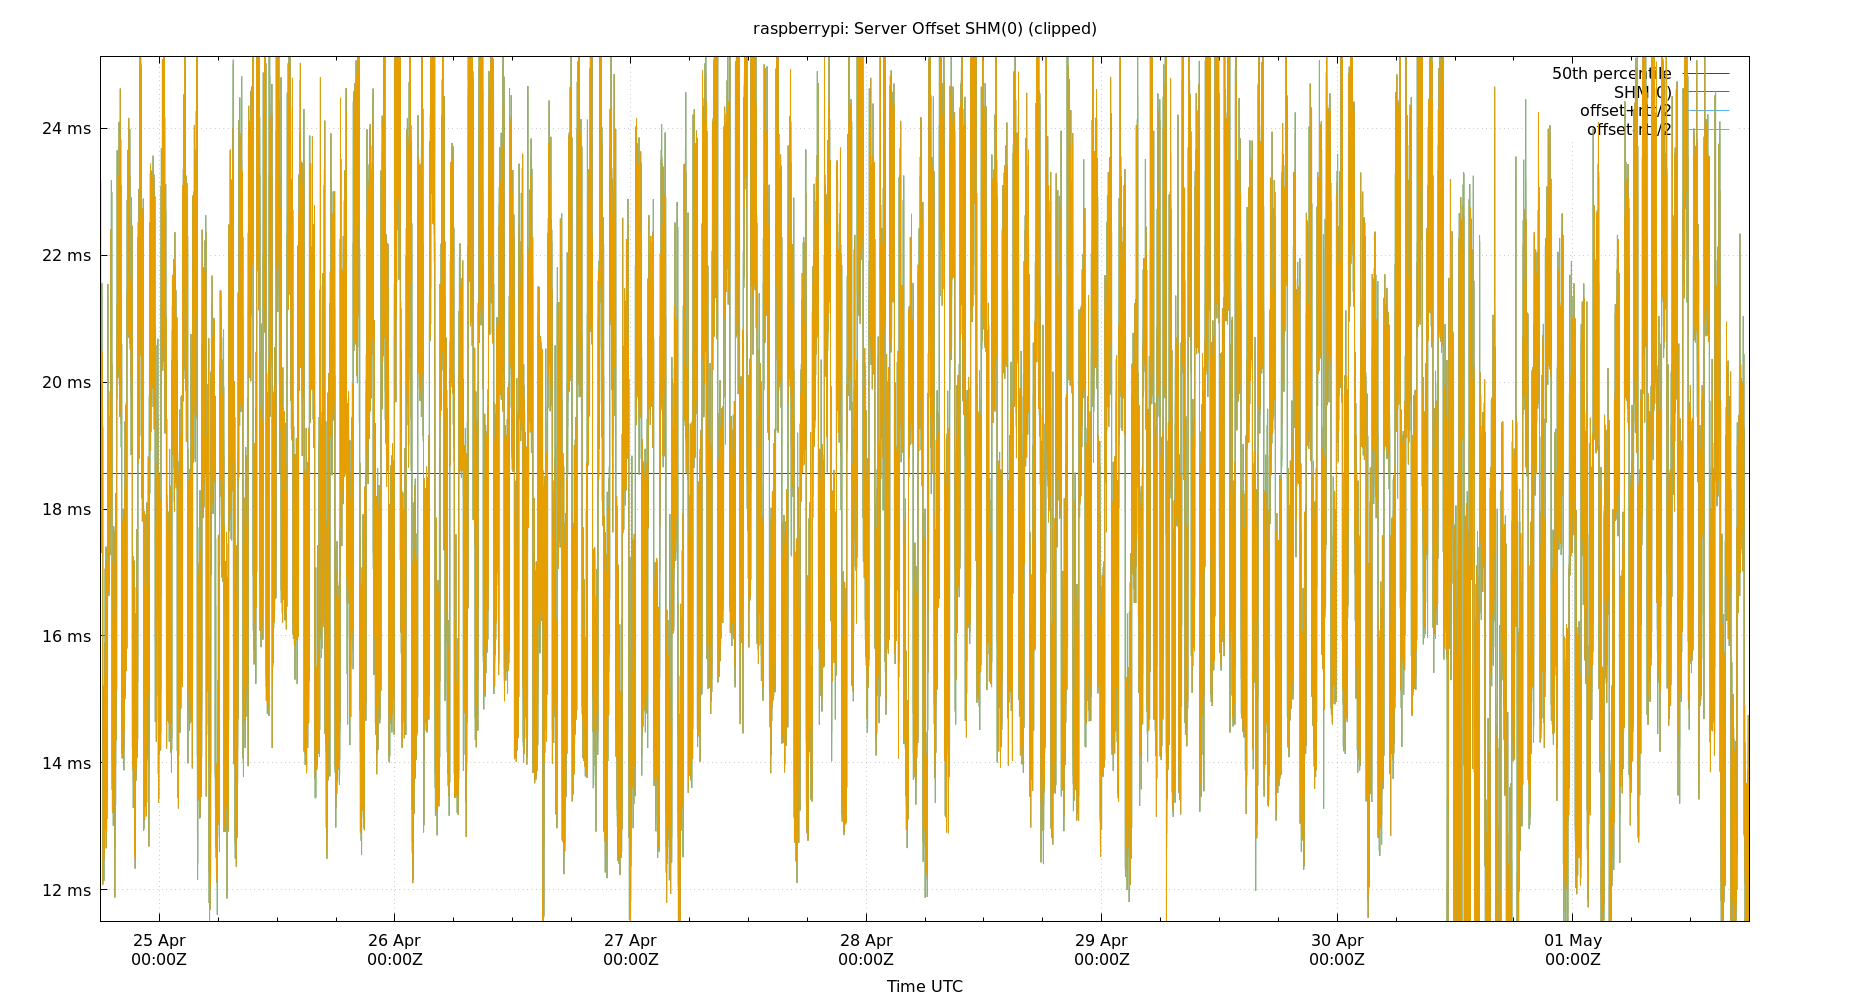 raspberrypi: Server Offset SHM(0) (clipped)
50th percentile
SHM(0)
offset+rtt/2
offset-rtt/2
24 ms
22 ms
20 ms
18 ms
16 ms
14 ms
12 ms
25 Apr
00:00Z
26 Apr
00:00Z
27 Apr
00:00Z
28 Apr
00:00Z
29 Apr
00:00Z
30 Apr
00:00Z
01 May
00:00Z
Time UTC